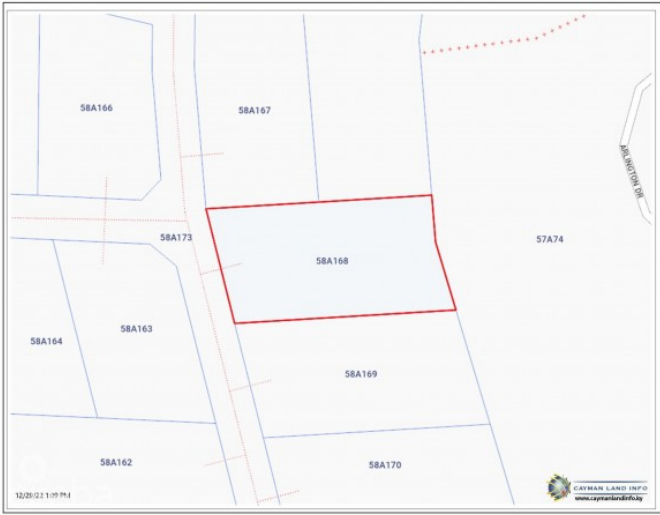 58A166
58A167
ARLINGTON DR
58A173
57A74
58A168
58A163
58A164
58A169
58A162
58A170
CAYMAN LAND INFO
www.caymanlandinfo.ky